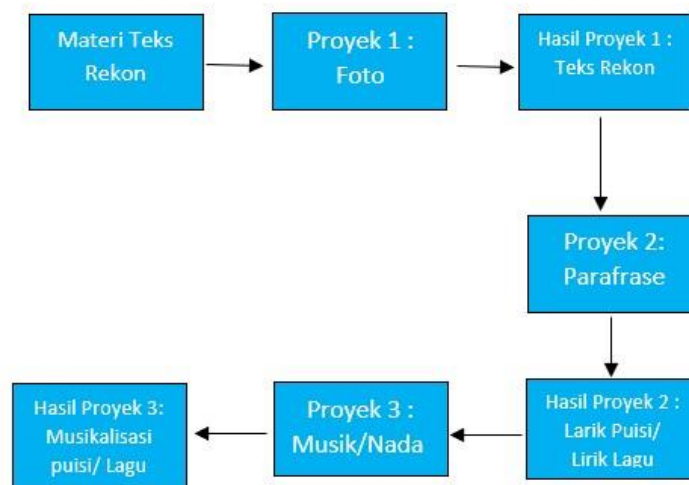 Materi Teks
Rekon
Proyek 1 :
Foto
Hasil Proyek 1 :
Teks Rekon
Proyek 2:
Parafrase
Hasil Proyek 2 :
Larik Puisi/
Lirik Lagu
Proyek 3 :
Musik/Nada
Hasil Proyek 3:
Musikalisasi
puisi/ Lagu